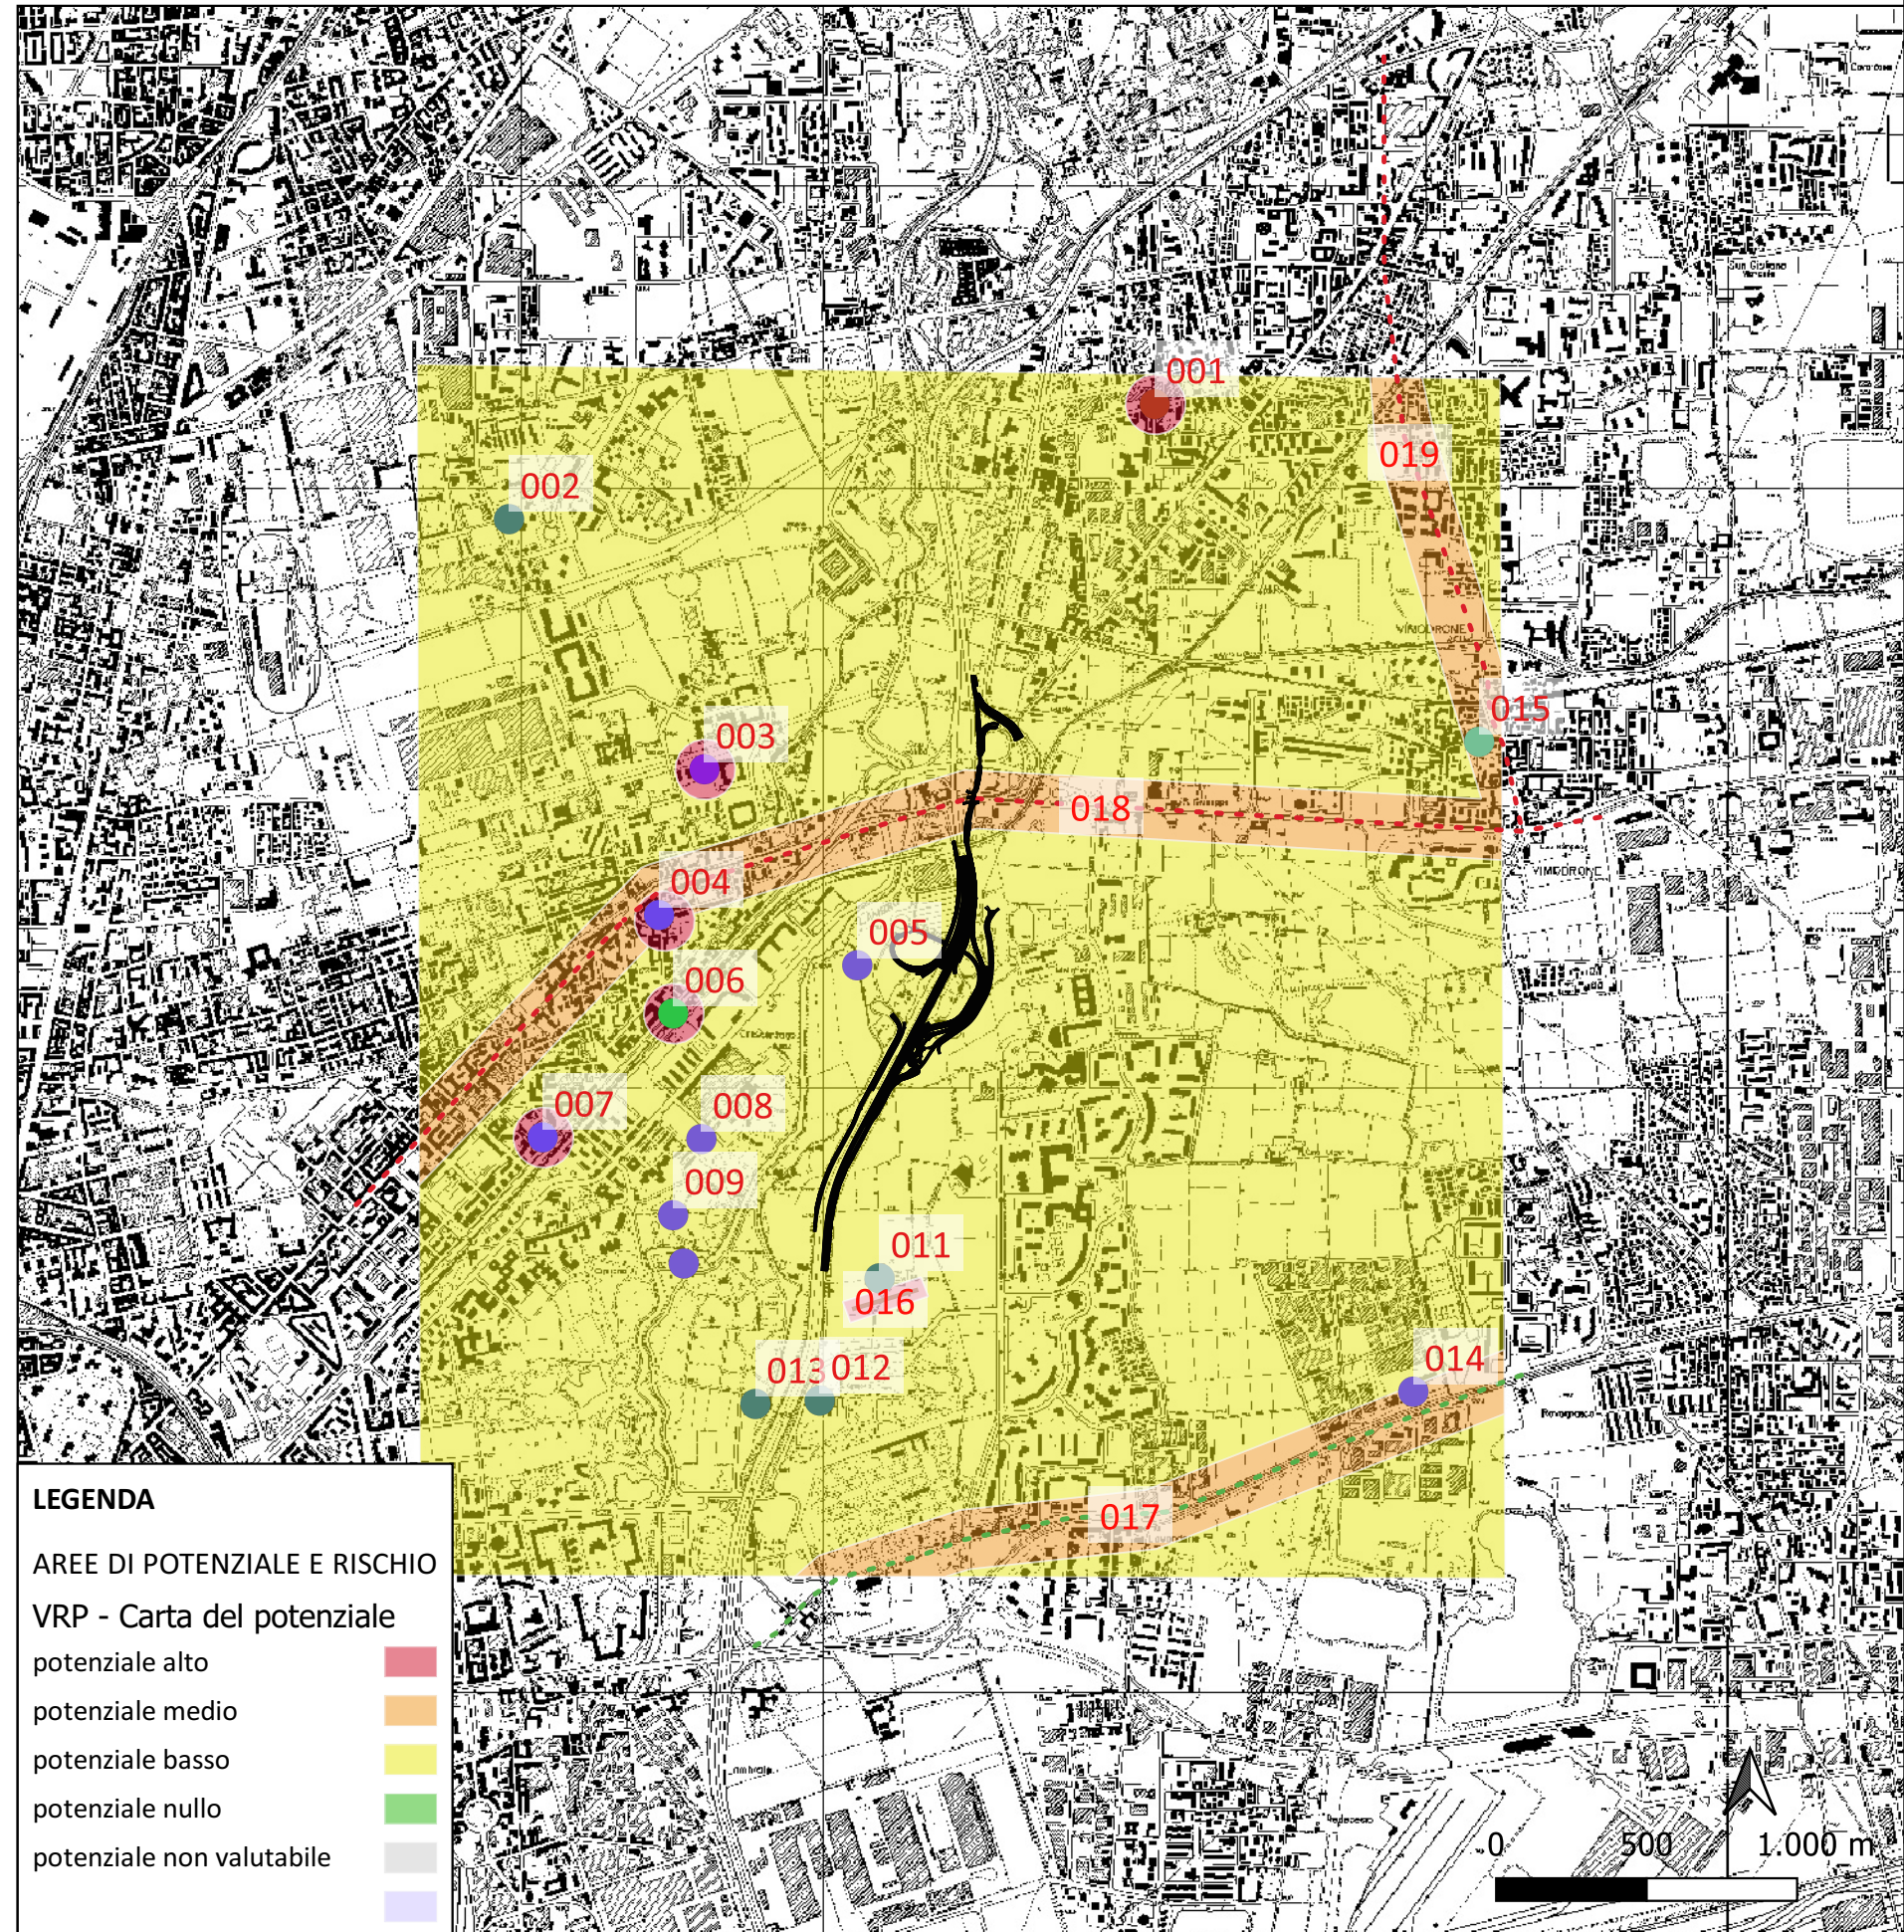 001
019
002
VIMODRONE
015
003
018
VIMODRONE
004
005
006
007
008
009
011
016
013
012
014
017
LEGENDA
AREE DI POTENZIALE E RISCHIO
VRP - Carta del potenziale
potenziale alto
potenziale medio
potenziale basso
potenziale nullo
potenziale non valutabile
0 500 1.000 m